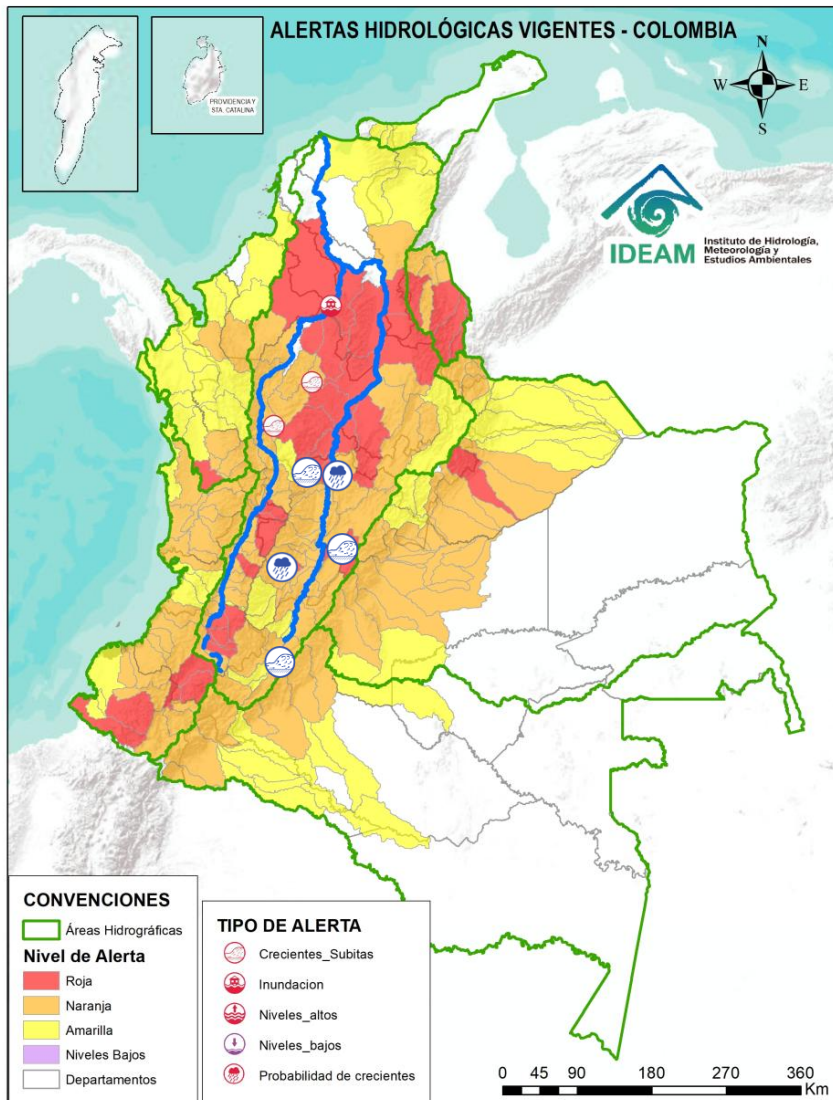 ALERTAS HIDROLÓGICAS VIGENTES - COLOMBIA
PROVIDENCIA Y
STA. CATALINA
N
W
E
S
IDEAM
Instituto de Hidrología,
Meteorología y
Estudios Ambientales
CONVENCIONES
Áreas Hidrográficas
Nivel de Alerta
Roja
Naranja
Amarilla
Niveles Bajos
Departamentos
TIPO DE ALERTA
Crecientes_Subitas
Inundacion
Niveles_altos
Niveles_bajos
Probabilidad de crecientes
0 45 90 180 270 360
Km